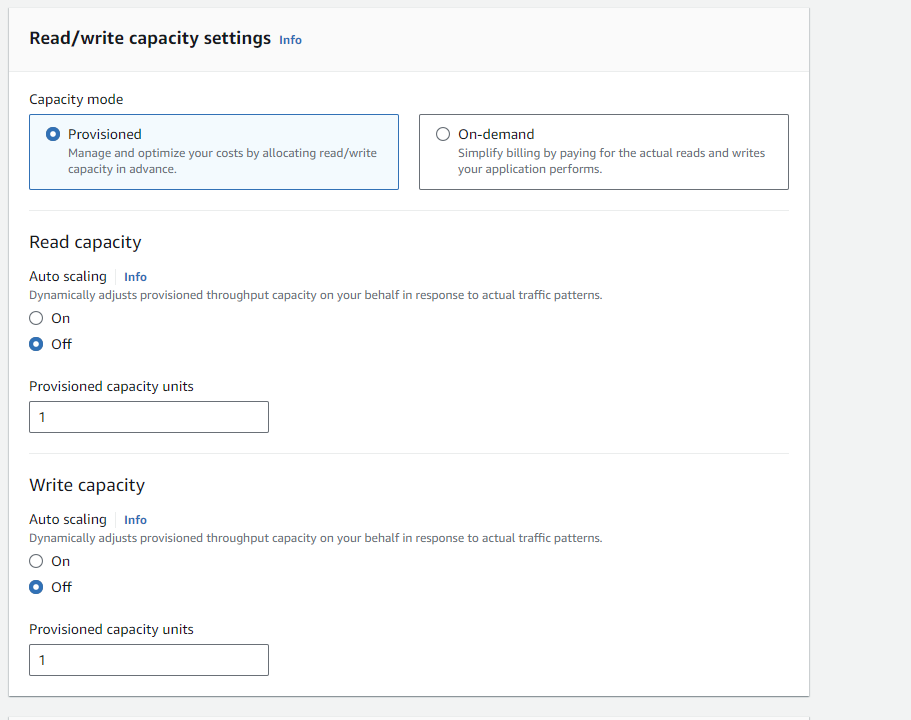 Read/write capacity settings Info
Capacity mode
Provisioned
Manage and optimize your costs by allocating read/write
capacity in advance.
On-demand
Simplify billing by paying for the actual reads and writes
your application performs.
Read capacity
Auto scaling Info
Dynamically adjusts provisioned throughput capacity on your behalf in response to actual traffic patterns.
On
Off
Provisioned capacity units
1
Write capacity
Auto scaling Info
Dynamically adjusts provisioned throughput capacity on your behalf in response to actual traffic patterns.
On
Off
Provisioned capacity units
1